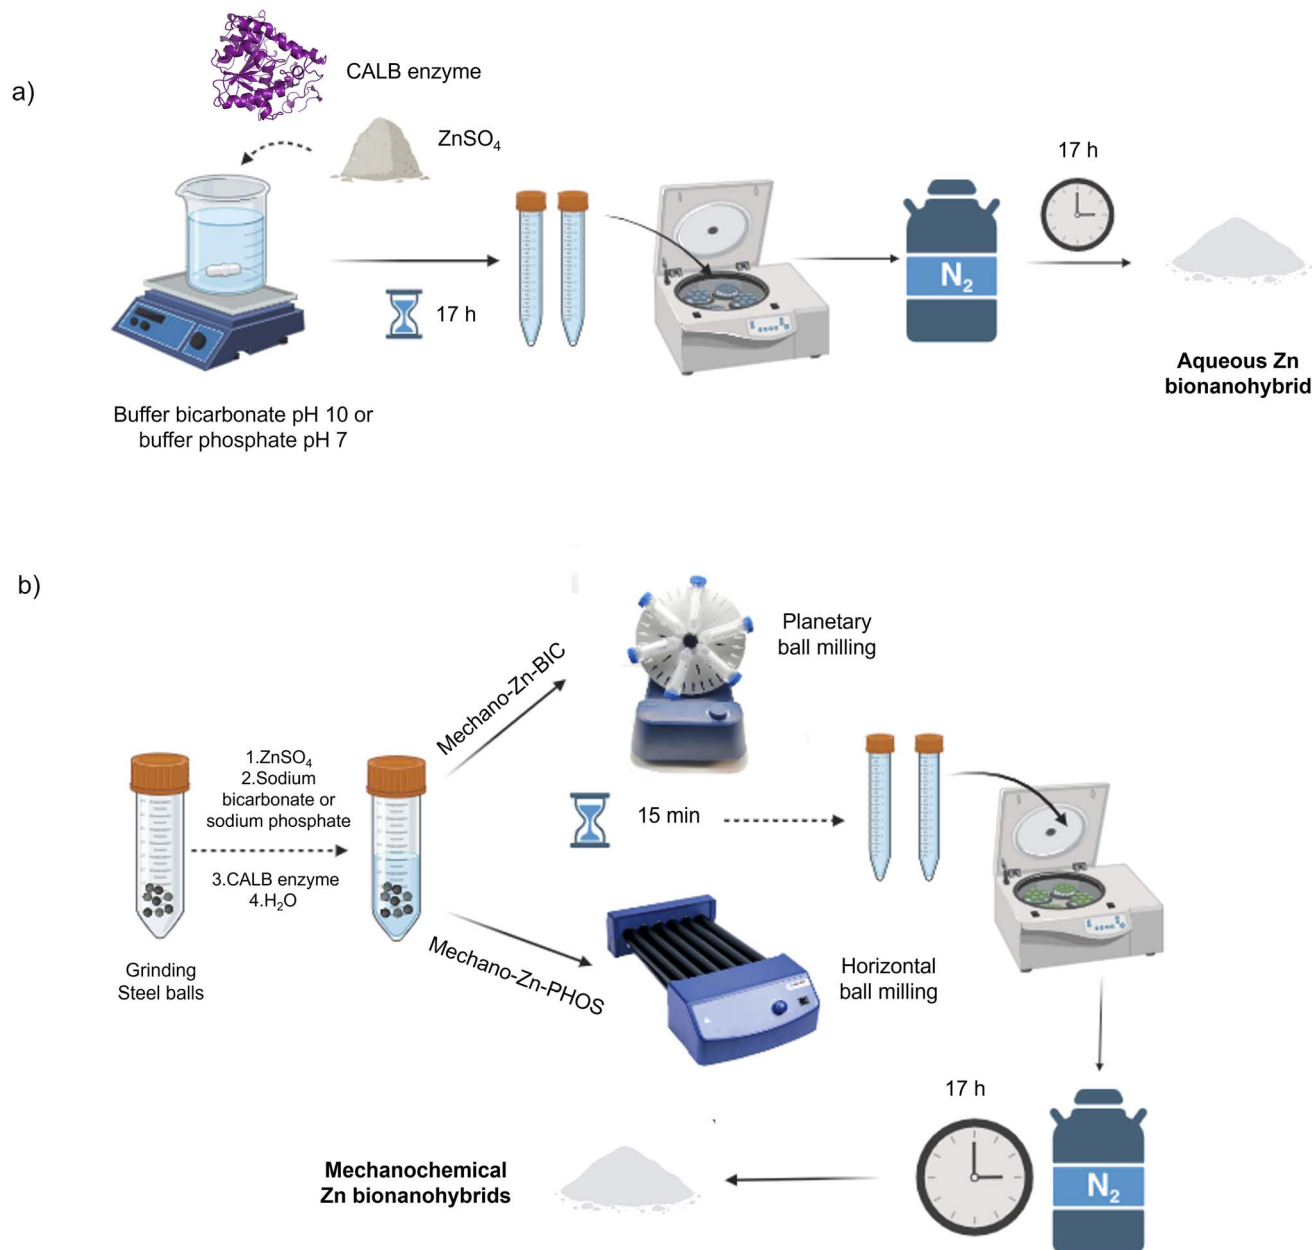 a)
CALB enzyme
ZnSO₄
17 h
17 h
N₂
Buffer bicarbonate pH 10 or
buffer phosphate pH 7
Aqueous Zn
bionanohybrid
b)
Mechano-Zn-BIC
Planetary
ball milling
1.ZnSO₄
2.Sodium
bicarbonate or
sodium phosphate
3.CALB enzyme
4.H₂O
15 min
Grinding
Steel balls
Mechano-Zn-PHOS
Horizontal
ball milling
17 h
N₂
Mechanochemical
Zn bionanohybrids